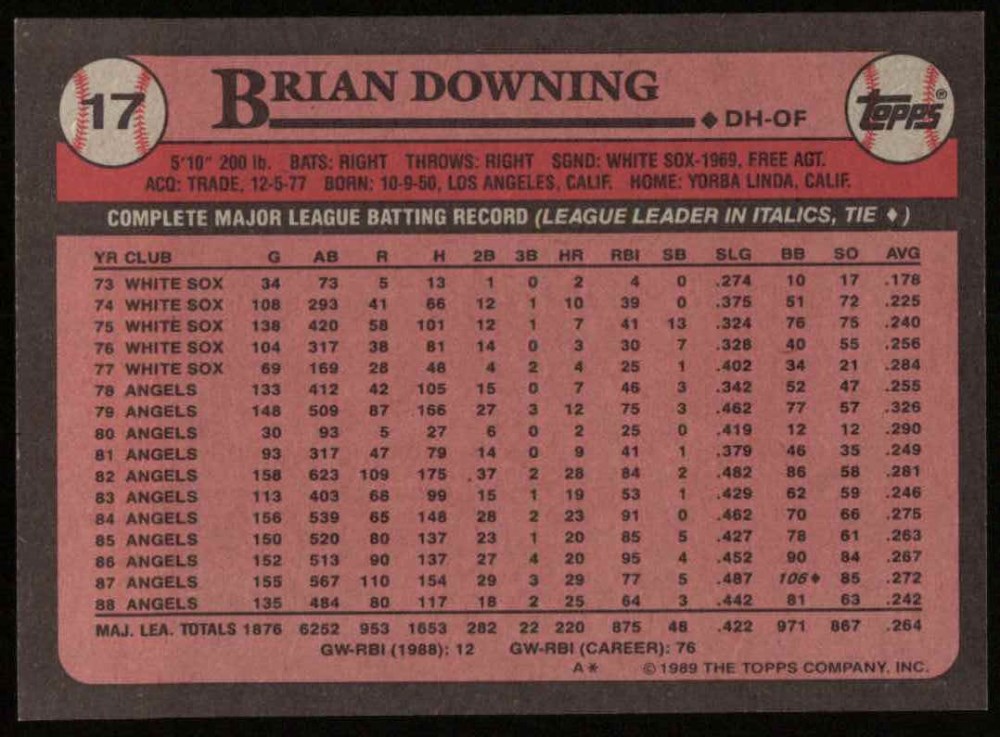 17
BRIAN DOWNING
◆ DH-OF
TOPPS®
5'10" 200 lb. BATS: RIGHT THROWS: RIGHT SGND: WHITE SOX-1969, FREE AGT.
ACQ: TRADE, 12-5-77 BORN: 10-9-50, LOS ANGELES, CALIF. HOME: YORBA LINDA, CALIF.
COMPLETE MAJOR LEAGUE BATTING RECORD (LEAGUE LEADER IN ITALICS, TIE ♦)
YR CLUB G AB R H 2B 3B HR RBI SB SLG BB SO AVG
73 WHITE SOX 34 73 5 13 1 0 2 4 0 .274 10 17 .178
74 WHITE SOX 108 293 41 66 12 1 10 39 0 .375 51 72 .225
75 WHITE SOX 138 420 58 101 12 1 7 41 13 .324 76 75 .240
76 WHITE SOX 104 317 38 81 14 0 3 30 7 .328 40 55 .256
77 WHITE SOX 69 169 28 48 4 2 4 25 1 .402 34 21 .284
78 ANGELS 133 412 42 105 15 0 7 46 3 .342 52 47 .255
79 ANGELS 148 509 87 166 27 3 12 75 3 .462 77 57 .326
80 ANGELS 30 93 5 27 6 0 2 25 0 .419 12 12 .290
81 ANGELS 93 317 47 79 14 0 9 41 1 .379 46 35 .249
82 ANGELS 158 623 109 175 37 2 28 84 2 .482 86 58 .281
83 ANGELS 113 403 68 99 15 1 19 53 1 .429 62 59 .246
84 ANGELS 156 539 65 148 28 2 23 91 0 .462 70 66 .275
85 ANGELS 150 520 80 137 23 1 20 85 5 .427 78 61 .263
86 ANGELS 152 513 90 137 27 4 20 95 4 .452 90 84 .267
87 ANGELS 155 567 110 154 29 3 29 77 5 .487 106♦ 85 .272
88 ANGELS 135 484 80 117 18 2 25 64 3 .442 81 63 .242
MAJ. LEA. TOTALS 1876 6252 953 1653 282 22 220 875 48 .422 971 867 .264
GW-RBI (1988): 12 GW-RBI (CAREER): 76
A* © 1989 THE TOPPS COMPANY, INC.